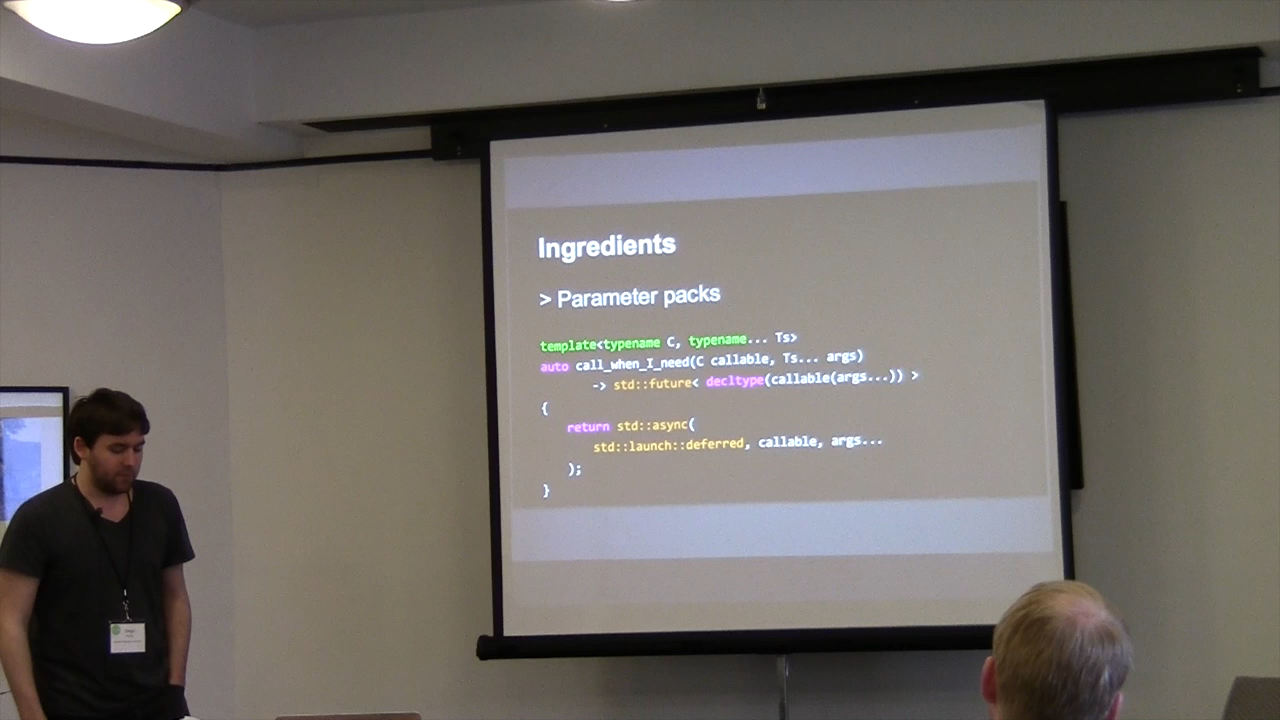 Ingredients
> Parameter packs
template<typename C, typename... Ts>
auto call_when_I_need(C callable, Ts... args)
-> std::future< decltype(callable(args...)) >
{
return std::async(
std::launch::deferred, callable, args...
);
}